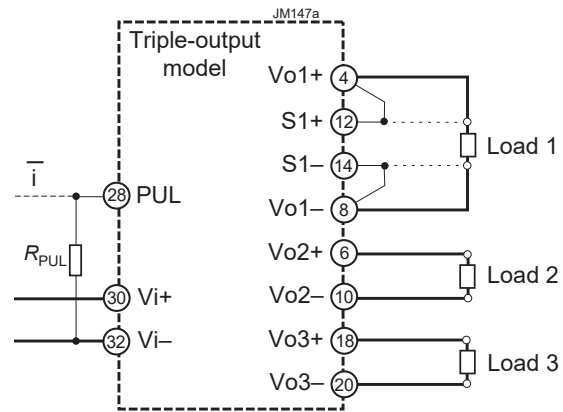 JM147a
Triple-output
model
Vo1+ 4
S1+ 12
S1– 14
Load 1
i
28 PUL
Vo1– 8
Vo2+ 6
RPUL
Load 2
30 Vi+
Vo2– 10
32 Vi–
Vo3+ 18
Load 3
Vo3– 20